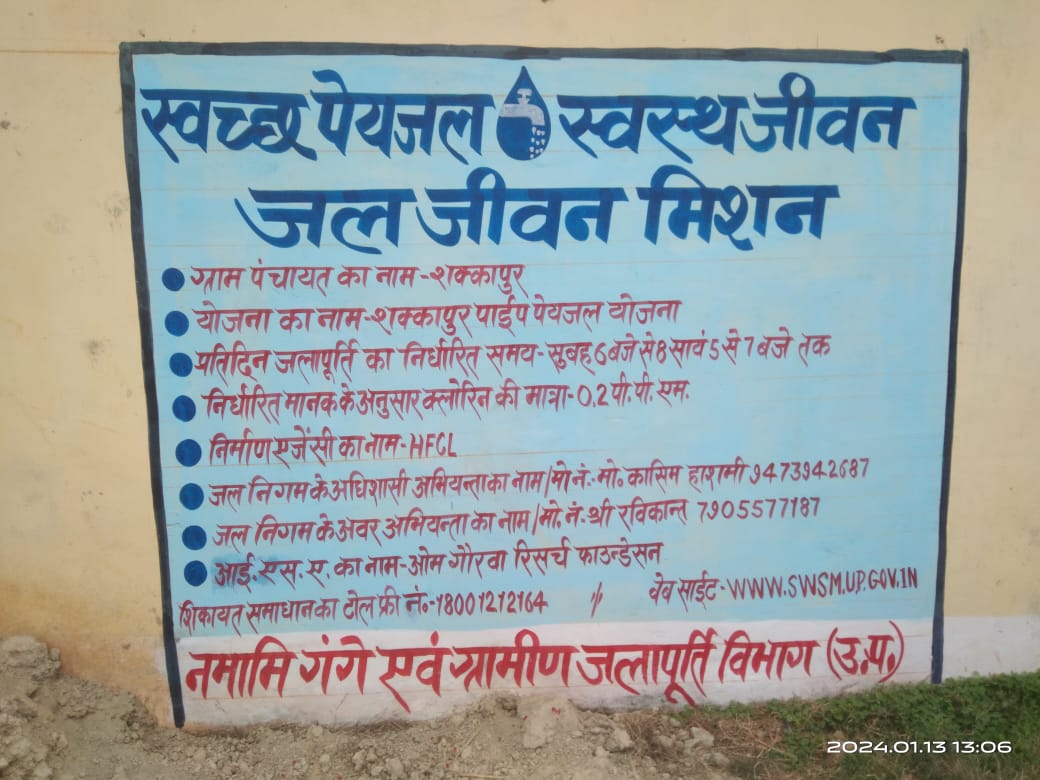 स्वच्छ पेयजल स्वस्थ जीवन
जल जीवन मिशन
ग्राम पंचायत का नाम-शक्कापुर
योजना का नाम-शक्कापुर पाईप पेयजल योजना
प्रतिदिन जलापूर्ति का निर्धारित समय-सुबह 6 बजे से 8 सावं 5 से 7 बजे तक
निर्धारित मानक के अनुसार क्लोरिन की मात्रा-0.2 पी.पी.एम.
निर्माण एजेंसी का नाम-HFCL
जल निगम के अधिशासी अभियन्ता का नाम/मो नं.-मो. कासिम हाशमी 9473942687
जल निगम के अवर अभियन्ता का नाम/मो. नं. श्री रविकान्त 7905577187
आई.एस.ए. का नाम-ओम गौरवा रिसर्च फाउन्डेसन
शिकायत समाधान का टोल फ्री नं०-18001212164 // वेब साईट-WWW.SWSM.UP.GOV.IN
नमामि गंगे एवं ग्रामीण जलापूर्ति विभाग (उ.प्र.)
2024.01.13 13:06